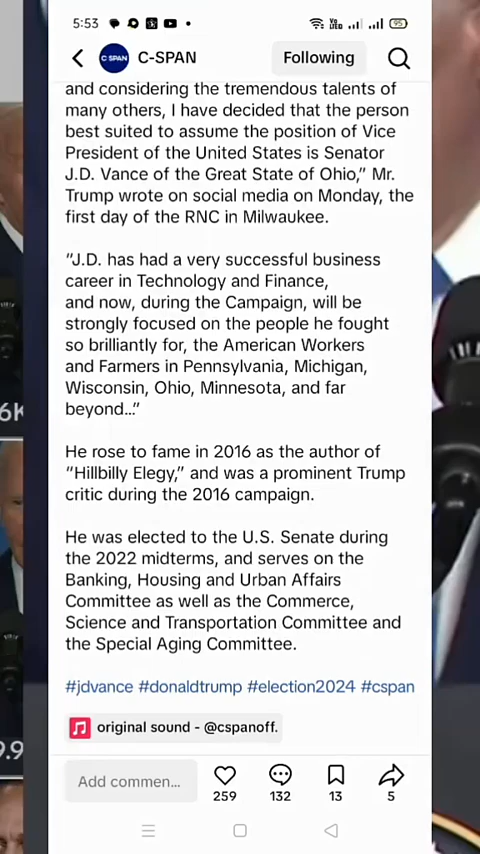 5:53
95
C-SPAN
C-SPAN
Following
and considering the tremendous talents of
many others, I have decided that the person
best suited to assume the position of Vice
President of the United States is Senator
J.D. Vance of the Great State of Ohio,” Mr.
Trump wrote on social media on Monday, the
first day of the RNC in Milwaukee.
“J.D. has had a very successful business
career in Technology and Finance,
and now, during the Campaign, will be
strongly focused on the people he fought
so brilliantly for, the American Workers
and Farmers in Pennsylvania, Michigan,
Wisconsin, Ohio, Minnesota, and far
beyond…”
He rose to fame in 2016 as the author of
“Hillbilly Elegy,” and was a prominent Trump
critic during the 2016 campaign.
He was elected to the U.S. Senate during
the 2022 midterms, and serves on the
Banking, Housing and Urban Affairs
Committee as well as the Commerce,
Science and Transportation Committee and
the Special Aging Committee.
#jdvance #donaldtrump #election2024 #cspan
original sound - @cspanoff.
Add commen...
259
132
13
5
6K
9.9